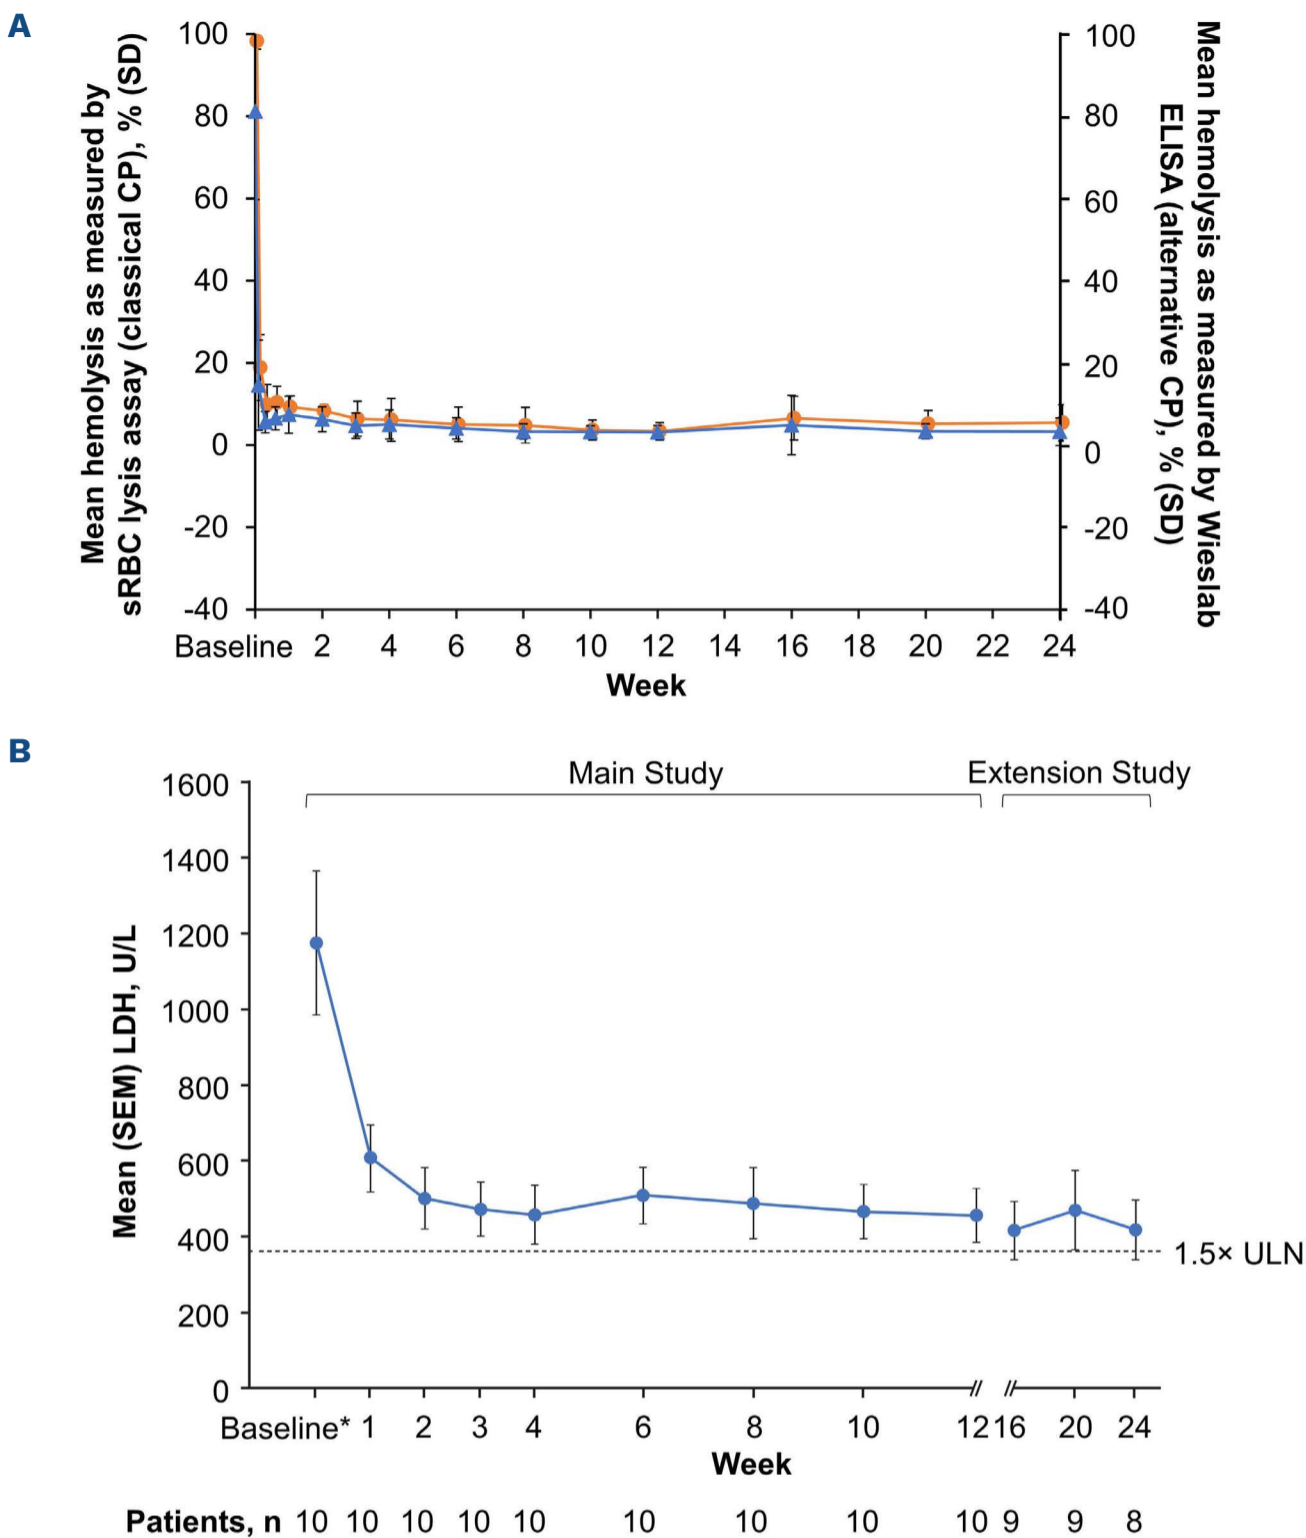 A
Mean hemolysis as measured by
sRBC lysis assay (classical CP), % (SD)
100
80
60
40
20
0
-20
-40
100
80
60
40
20
0
-20
-40
Mean hemolysis as measured by Wieslab
ELISA (alternative CP), % (SD)
Baseline 2 4 6 8 10 12 14 16 18 20 22 24
Week
B
Main Study Extension Study
Mean (SEM) LDH, U/L
1600
1400
1200
1000
800
600
400
200
0
1.5× ULN
Baseline* 1 2 3 4 6 8 10 12 16 20 24
Week
Patients, n 10 10 10 10 10 10 10 10 10 9 9 8